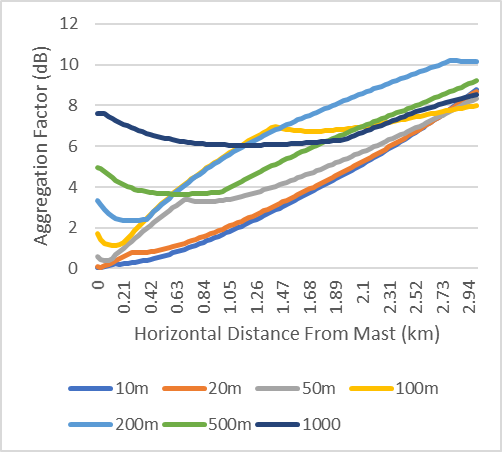 12
10
8
6
4
2
0
Aggregation Factor (dB)
0 0.21 0.42 0.63 0.84 1.05 1.26 1.47 1.68 1.89 2.1 2.31 2.52 2.73 2.94
Horizontal Distance From Mast (km)
10m 20m 50m 100m
200m 500m 1000